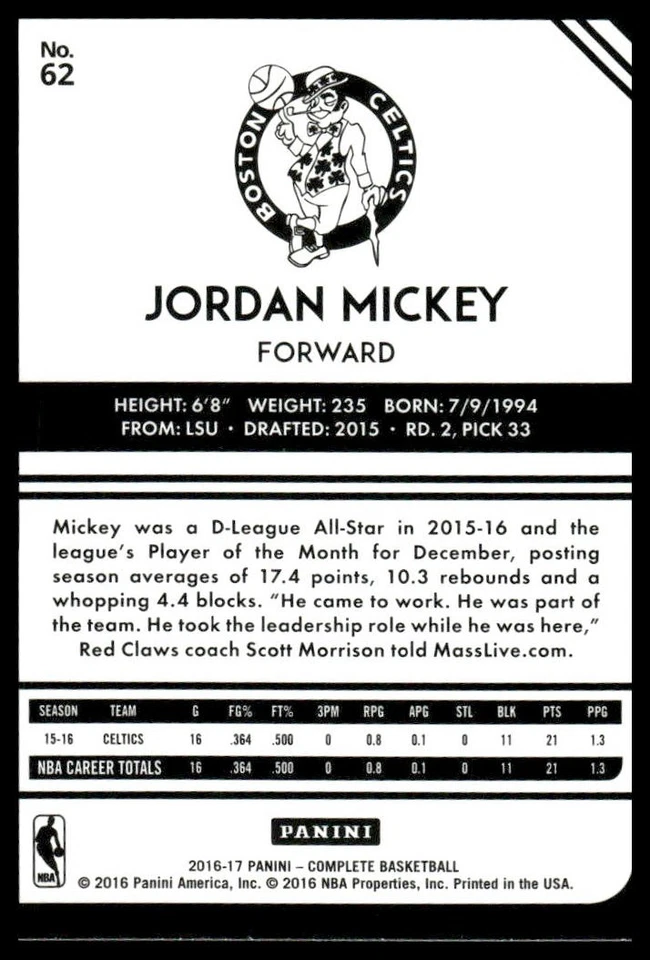 No.
62
BOSTON CELTICS
JORDAN MICKEY
FORWARD
HEIGHT: 6'8" WEIGHT: 235 BORN: 7/9/1994
FROM: LSU • DRAFTED: 2015 • RD. 2, PICK 33
Mickey was a D-League All-Star in 2015-16 and the
league's Player of the Month for December, posting
season averages of 17.4 points, 10.3 rebounds and a
whopping 4.4 blocks. "He came to work. He was part of
the team. He took the leadership role while he was here,"
Red Claws coach Scott Morrison told MassLive.com.
SEASON TEAM G FG% FT% 3PM RPG APG STL BLK PTS PPG
15-16 CELTICS 16 .364 .500 0 0.8 0.1 0 11 21 1.3
NBA CAREER TOTALS 16 .364 .500 0 0.8 0.1 0 11 21 1.3
PANINI
2016-17 PANINI – COMPLETE BASKETBALL
NBA © 2016 Panini America, Inc. © 2016 NBA Properties, Inc. Printed in the USA.